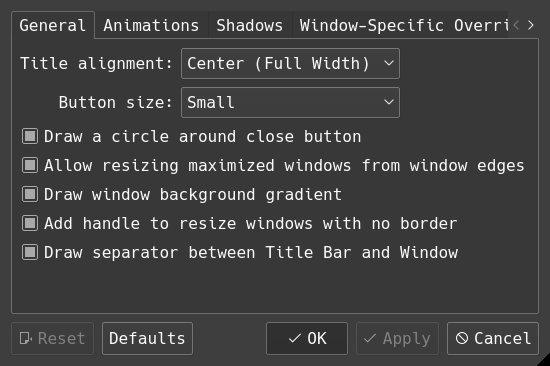 General Animations Shadows Window-Specific Overri
Title alignment: Center (Full Width)
Button size: Small
Draw a circle around close button
Allow resizing maximized windows from window edges
Draw window background gradient
Add handle to resize windows with no border
Draw separator between Title Bar and Window
Reset Defaults OK Apply Cancel